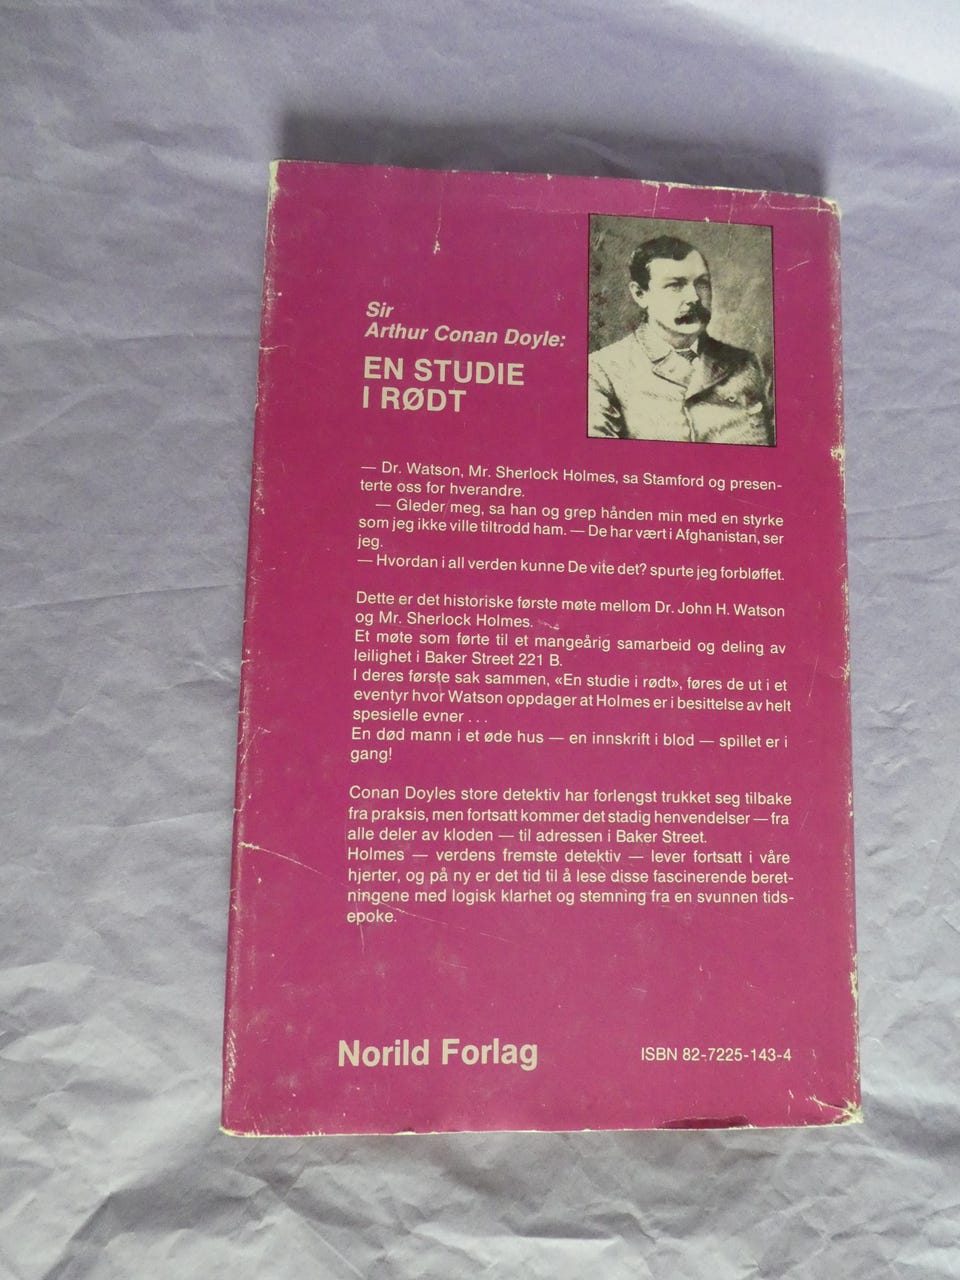 Sir
Arthur Conan Doyle:
EN STUDIE
I RØDT
— Dr. Watson, Mr. Sherlock Holmes, sa Stamford og presen-
terte oss for hverandre.
— Gleder meg, sa han og grep hånden min med en styrke
som jeg ikke ville tiltrodd ham. — De har vært i Afghanistan, ser
jeg.
— Hvordan i all verden kunne De vite det? spurte jeg forbløffet.
Dette er det historiske første møte mellom Dr. John H. Watson
og Mr. Sherlock Holmes.
Et møte som førte til et mangeårig samarbeid og deling av
leilighet i Baker Street 221 B.
I deres første sak sammen, «En studie i rødt», føres de ut i et
eventyr hvor Watson oppdager at Holmes er i besittelse av helt
spesielle evner . . .
En død mann i et øde hus — en innskrift i blod — spillet er i
gang!
Conan Doyles store detektiv har forlengst trukket seg tilbake
fra praksis, men fortsatt kommer det stadig henvendelser — fra
alle deler av kloden — til adressen i Baker Street.
Holmes — verdens fremste detektiv — lever fortsatt i våre
hjerter, og på ny er det tid til å lese disse fascinerende beret-
ningene med logisk klarhet og stemning fra en svunnen tids-
epoke.
Norild Forlag
ISBN 82-7225-143-4